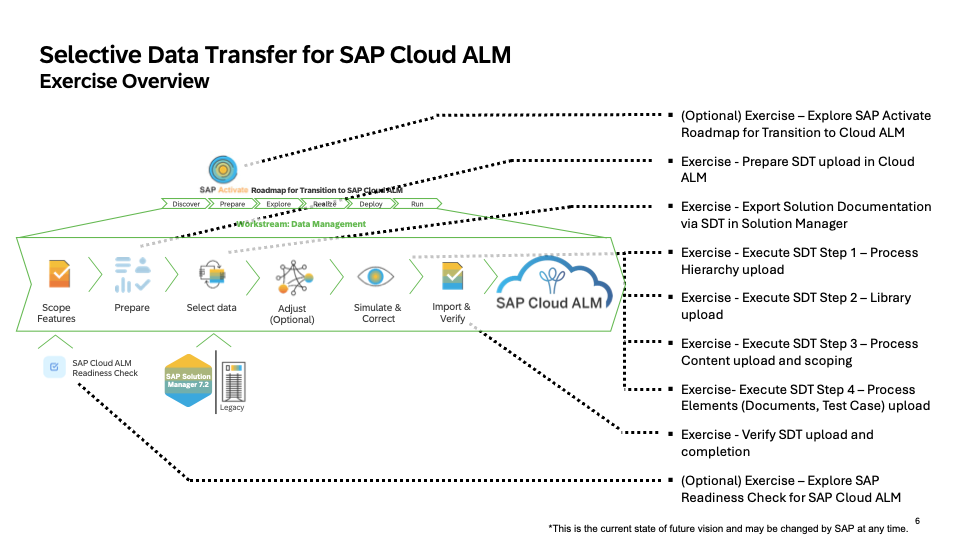 Selective Data Transfer for SAP Cloud ALM
Exercise Overview
SAP Activate Roadmap for Transition to SAP Cloud ALM
Discover
Prepare
Explore
Realize
Deploy
Run
Workstream: Data Management
Scope
Features
Prepare
Select data
Adjust
(Optional)
Simulate &
Correct
Import &
Verify
SAP Cloud ALM
SAP Cloud ALM
Readiness Check
SAP Solution
Manager 7.2
Legacy
▪ (Optional) Exercise – Explore SAP Activate
Roadmap for Transition to Cloud ALM
▪ Exercise - Prepare SDT upload in Cloud
ALM
▪ Exercise - Export Solution Documentation
via SDT in Solution Manager
▪ Exercise - Execute SDT Step 1 – Process
Hierarchy upload
▪ Exercise - Execute SDT Step 2 – Library
upload
▪ Exercise - Execute SDT Step 3 – Process
Content upload and scoping
▪ Exercise- Execute SDT Step 4 – Process
Elements (Documents, Test Case) upload
▪ Exercise - Verify SDT upload and
completion
▪ (Optional) Exercise – Explore SAP
Readiness Check for SAP Cloud ALM
*This is the current state of future vision and may be changed by SAP at any time.
6